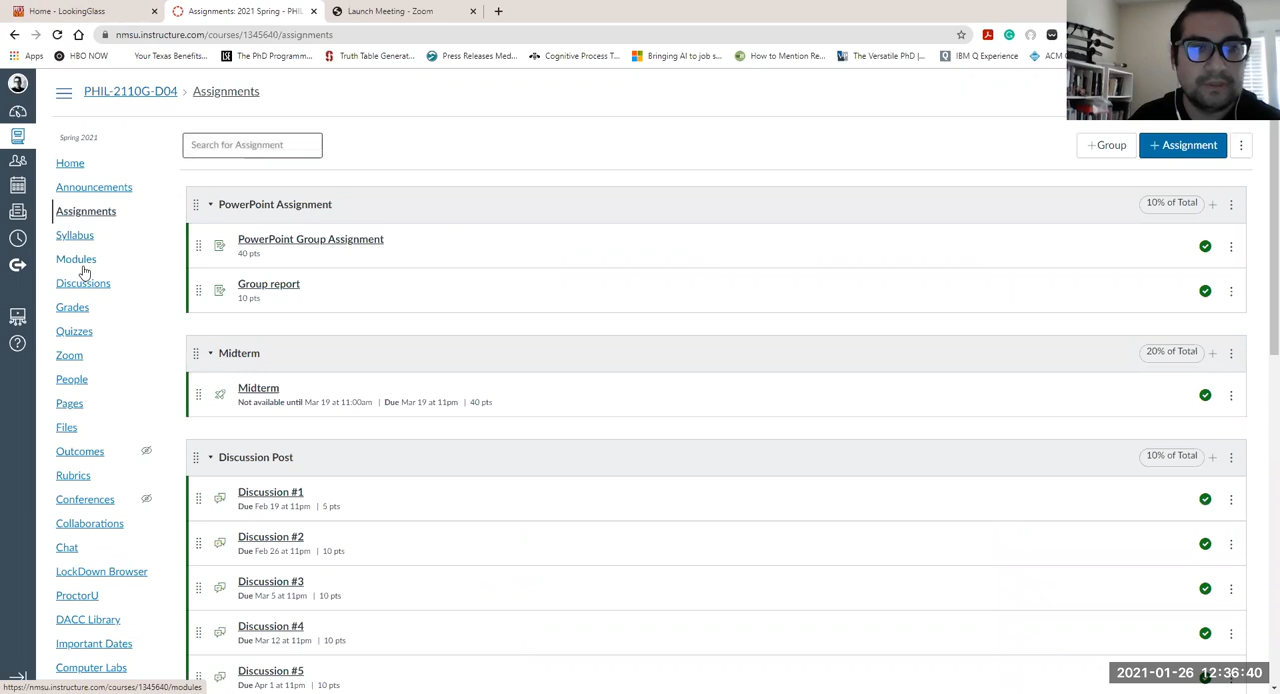 Home - LookingGlass
Assignments: 2021 Spring - PHIL-
Launch Meeting - Zoom
nmsu.instructure.com/courses/1345640/assignments
Apps
HBO NOW
Your Texas Benefits...
The PhD Programm...
Truth Table Generat...
Press Releases Med...
Cognitive Process T...
Bringing AI to job s...
How to Mention Re...
The Versatile PhD |...
IBM Q Experience
ACM
PHIL-2110G-D04 > Assignments
Spring 2021
Home
Announcements
Assignments
Syllabus
Modules
Discussions
Grades
Quizzes
Zoom
People
Pages
Files
Outcomes
Rubrics
Conferences
Collaborations
Chat
LockDown Browser
ProctorU
DACC Library
Important Dates
Computer Labs
Search for Assignment
+ Group
+ Assignment
PowerPoint Assignment
10% of Total
PowerPoint Group Assignment
40 pts
Group report
10 pts
Midterm
20% of Total
Midterm
Not available until Mar 19 at 11:00am | Due Mar 19 at 11pm | 40 pts
Discussion Post
10% of Total
Discussion #1
Due Feb 19 at 11pm | 5 pts
Discussion #2
Due Feb 26 at 11pm | 10 pts
Discussion #3
Due Mar 5 at 11pm | 10 pts
Discussion #4
Due Mar 12 at 11pm | 10 pts
Discussion #5
Due Apr 1 at 11pm | 10 pts
2021-01-26 12:36:40
https://nmsu.instructure.com/courses/1345640/modules